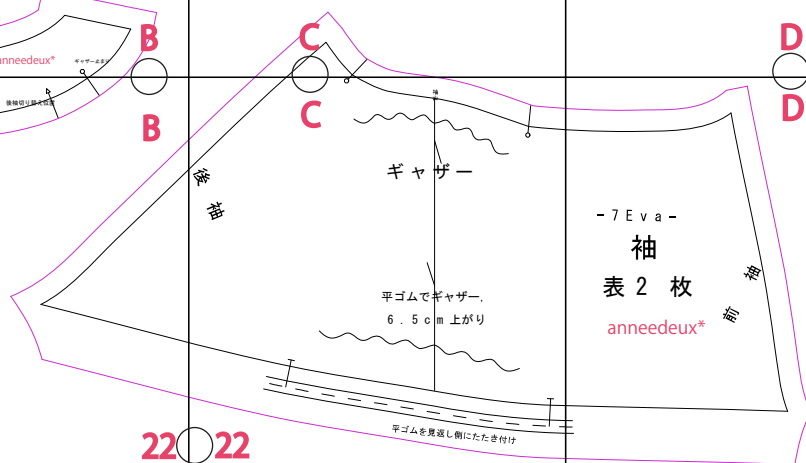 B
C
D
anneedeux*
ギャザー止まり
B
C
D
後袖切り替え位置
袖山
後袖
ギャザー
-7Eva-
袖
表2枚
anneedeux*
前袖
平ゴムでギャザー,
6.5cm上がり
平ゴムを見返し側にたたき付け
22 22